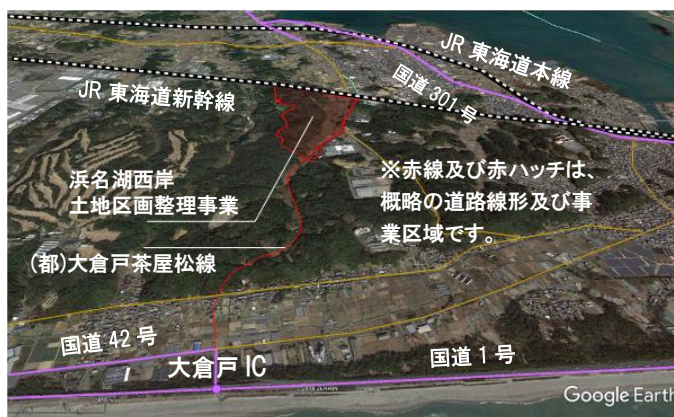 JR 東海道本線
国道 301 号
JR 東海道新幹線
浜名湖西岸
土地区画整理事業
※赤線及び赤ハッチは、
概略の道路線形及び事
業区域です。
(都)大倉戸茶屋松線
国道 42 号
大倉戸 IC
国道 1 号
Google Earth